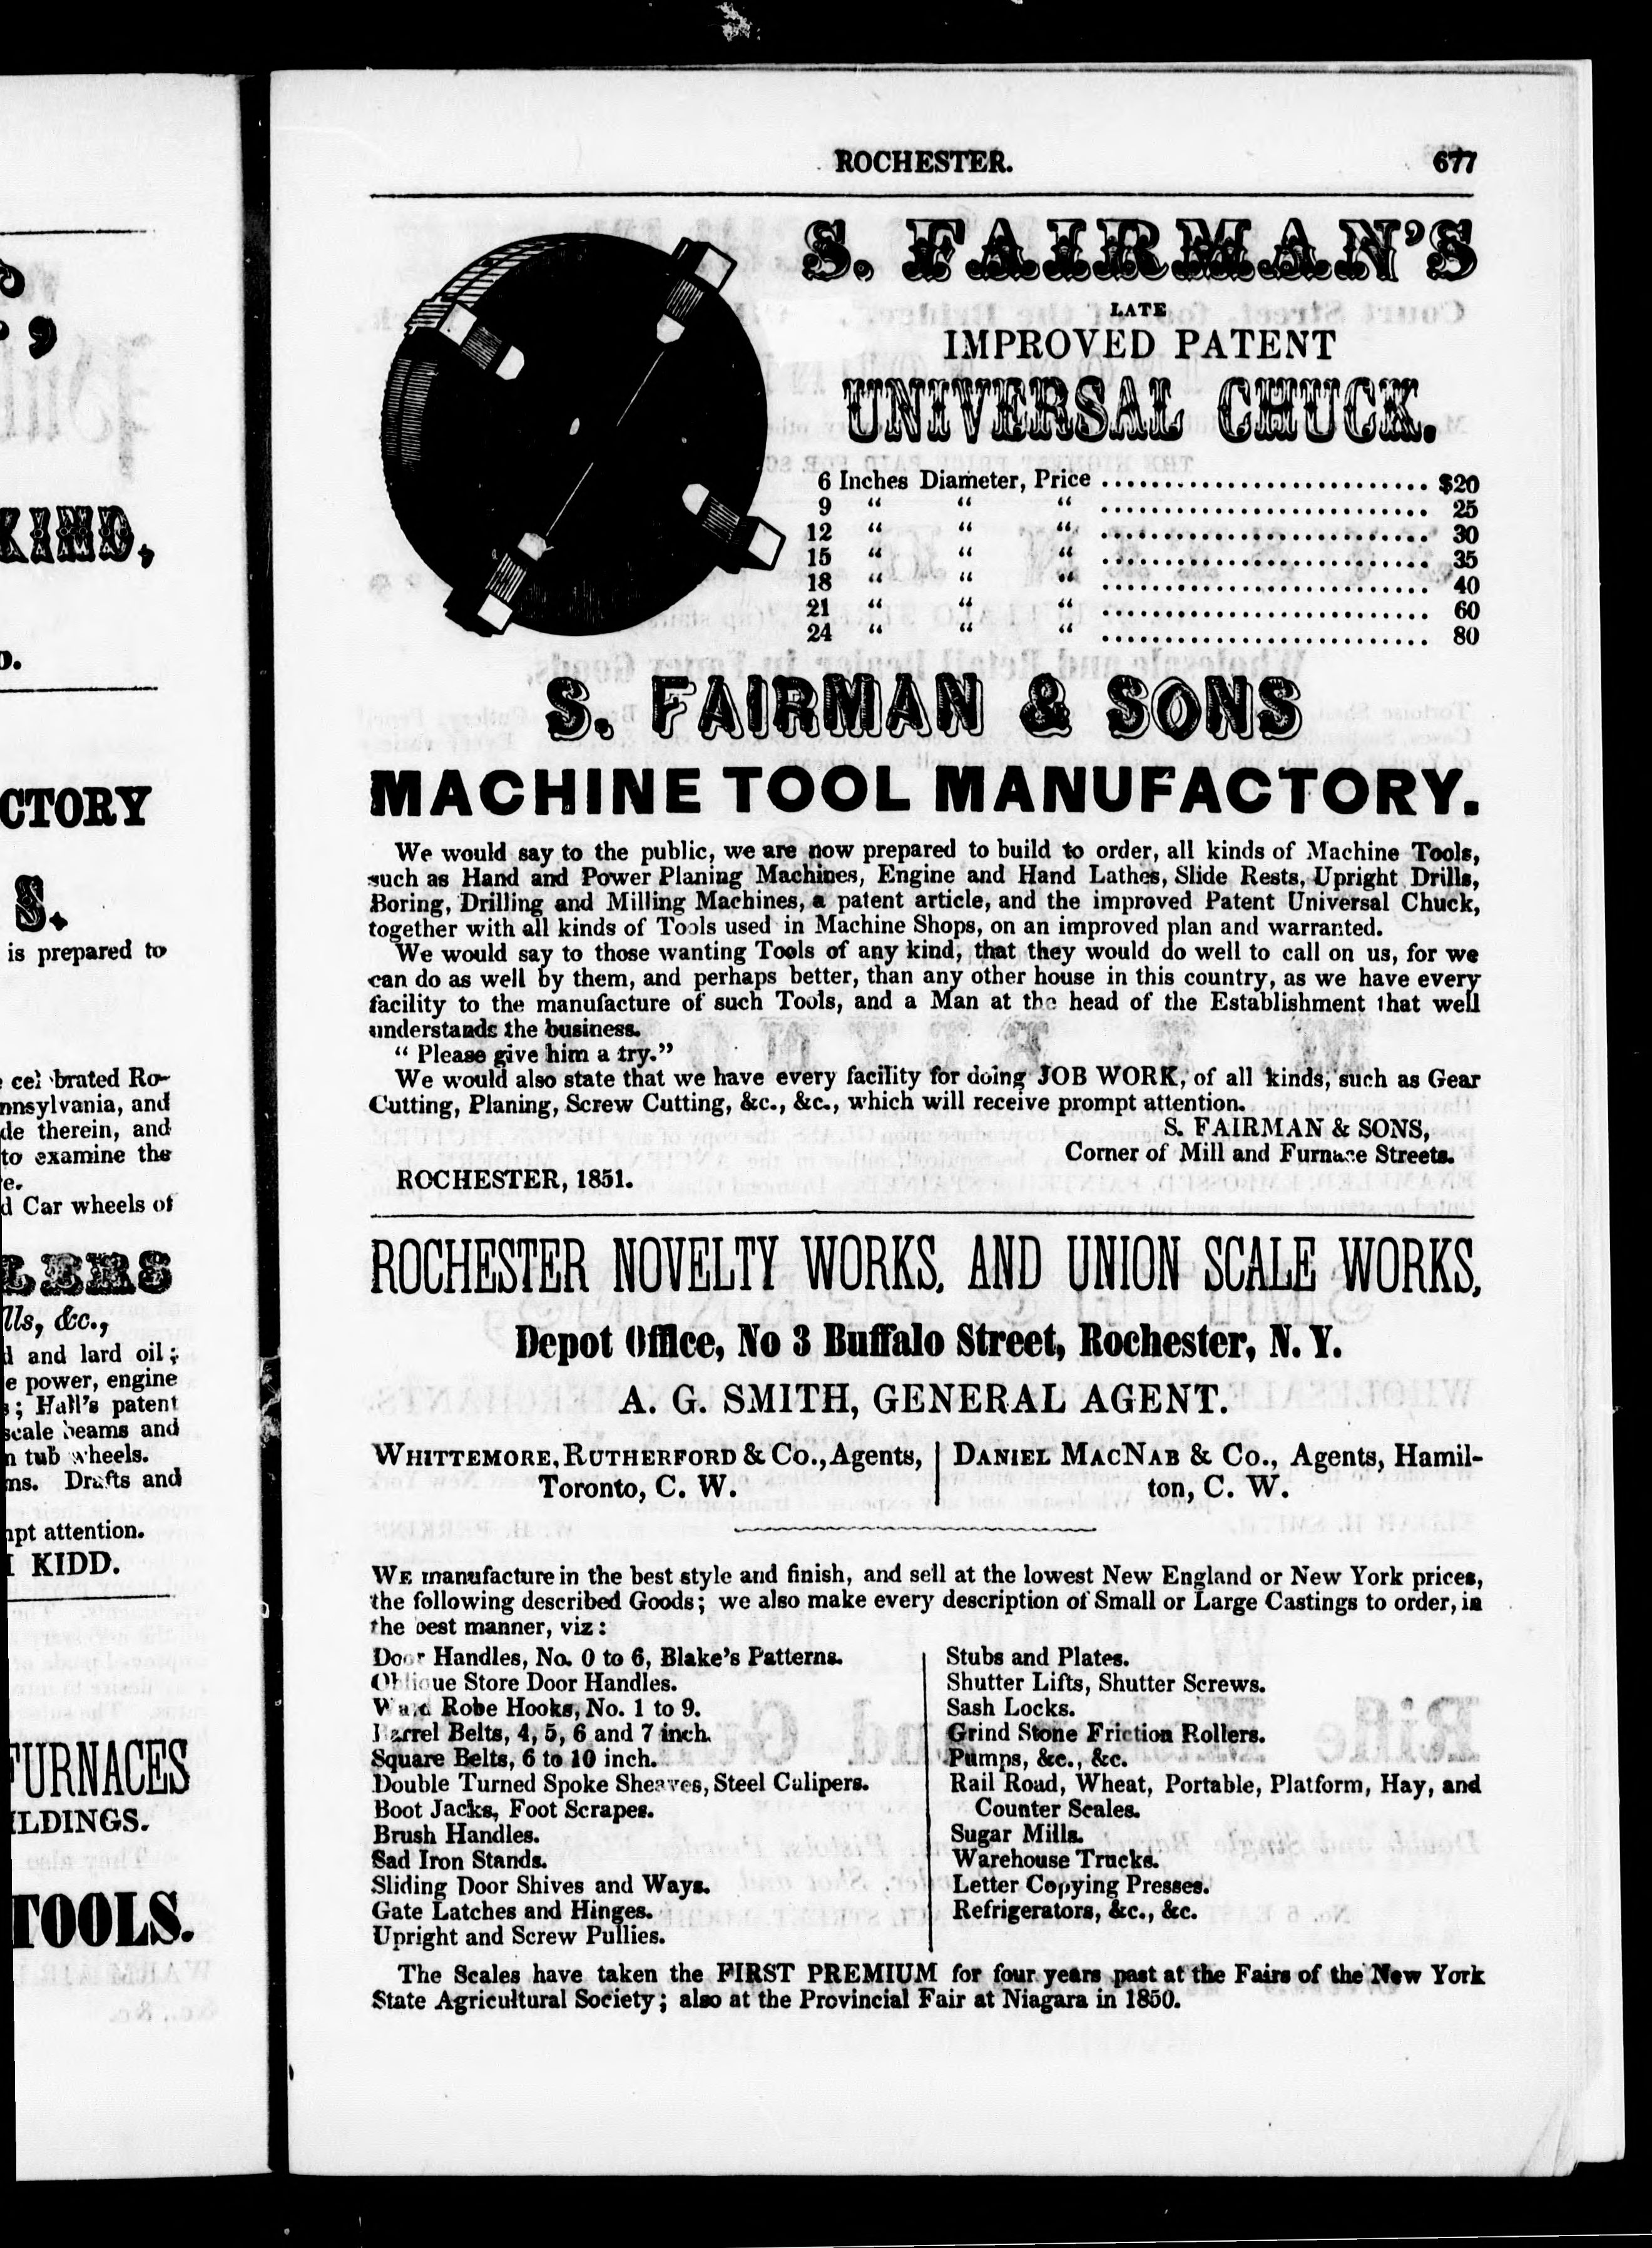 ROCHESTER. 677
S. FAIRMAN'S
LATE
IMPROVED PATENT
UNIVERSAL CHUCK.
6 Inches Diameter, Price .......................... $20
9 “ “ “ .......................... 25
12 “ “ “ .......................... 30
15 “ “ “ .......................... 35
18 “ “ “ .......................... 40
21 “ “ “ .......................... 60
24 “ “ “ .......................... 80
S. FAIRMAN & SONS
MACHINE TOOL MANUFACTORY.
We would say to the public, we are now prepared to build to order, all kinds of Machine Tools,
such as Hand and Power Planing Machines, Engine and Hand Lathes, Slide Rests, Upright Drills,
Boring, Drilling and Milling Machines, a patent article, and the improved Patent Universal Chuck,
together with all kinds of Tools used in Machine Shops, on an improved plan and warranted.
We would say to those wanting Tools of any kind, that they would do well to call on us, for we
can do as well by them, and perhaps better, than any other house in this country, as we have every
facility to the manufacture of such Tools, and a Man at the head of the Establishment that well
understands the business.
“ Please give him a try.”
We would also state that we have every facility for doing JOB WORK, of all kinds, such as Gear
Cutting, Planing, Screw Cutting, &c., &c., which will receive prompt attention.
S. FAIRMAN & SONS,
Corner of Mill and Furnace Streets.
ROCHESTER, 1851.
ROCHESTER NOVELTY WORKS, AND UNION SCALE WORKS,
Depot Office, No 3 Buffalo Street, Rochester, N. Y.
A. G. SMITH, GENERAL AGENT.
WHITTEMORE, RUTHERFORD & Co., Agents,
Toronto, C. W.
DANIEL MACNAB & Co., Agents, Hamil-
ton, C. W.
WE manufacture in the best style and finish, and sell at the lowest New England or New York prices,
the following described Goods; we also make every description of Small or Large Castings to order, in
the best manner, viz:
Door Handles, No. 0 to 6, Blake's Patterns.
Oblique Store Door Handles.
Ward Robe Hooks, No. 1 to 9.
Barrel Belts, 4, 5, 6 and 7 inch.
Square Belts, 6 to 10 inch.
Double Turned Spoke Sheaves, Steel Calipers.
Boot Jacks, Foot Scrapes.
Brush Handles.
Sad Iron Stands.
Sliding Door Shives and Ways.
Gate Latches and Hinges.
Upright and Screw Pullies.
Stubs and Plates.
Shutter Lifts, Shutter Screws.
Sash Locks.
Grind Stone Friction Rollers.
Pumps, &c., &c.
Rail Road, Wheat, Portable, Platform, Hay, and
Counter Scales.
Sugar Mills.
Warehouse Trucks.
Letter Copying Presses.
Refrigerators, &c., &c.
The Scales have taken the FIRST PREMIUM for four years past at the Fairs of the New York
State Agricultural Society; also at the Provincial Fair at Niagara in 1850.
KIND,
CTORY
S.
is prepared to
brated Ro-
nnsylvania, and
de therein, and
to examine the
e.
d Car wheels of
LERS
lls, &c.,
d and lard oil;
e power, engine
s; Hall's patent
scale beams and
n tub wheels.
ms. Drafts and
mpt attention.
KIDD.
FURNACES
ILDINGS.
TOOLS.